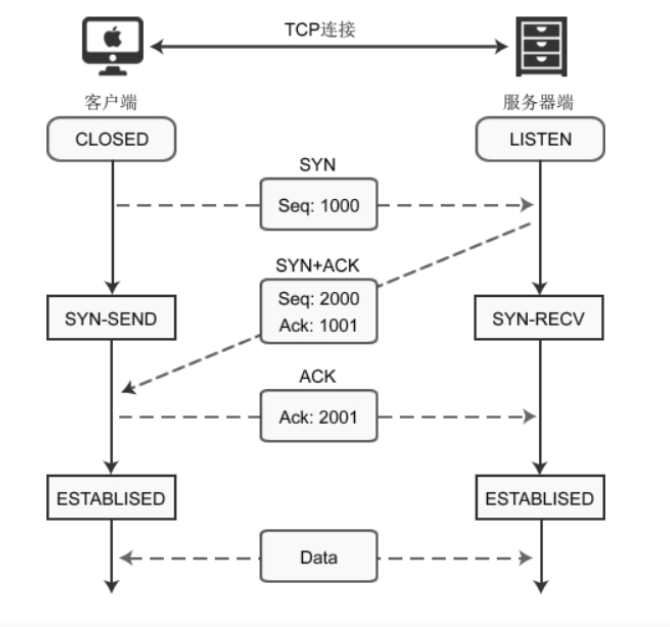 TCP连接
客户端
服务器端
CLOSED
LISTEN
SYN
Seq: 1000
SYN+ACK
Seq: 2000
Ack: 1001
SYN-SEND
SYN-RECV
ACK
Ack: 2001
ESTABLISED
ESTABLISED
Data